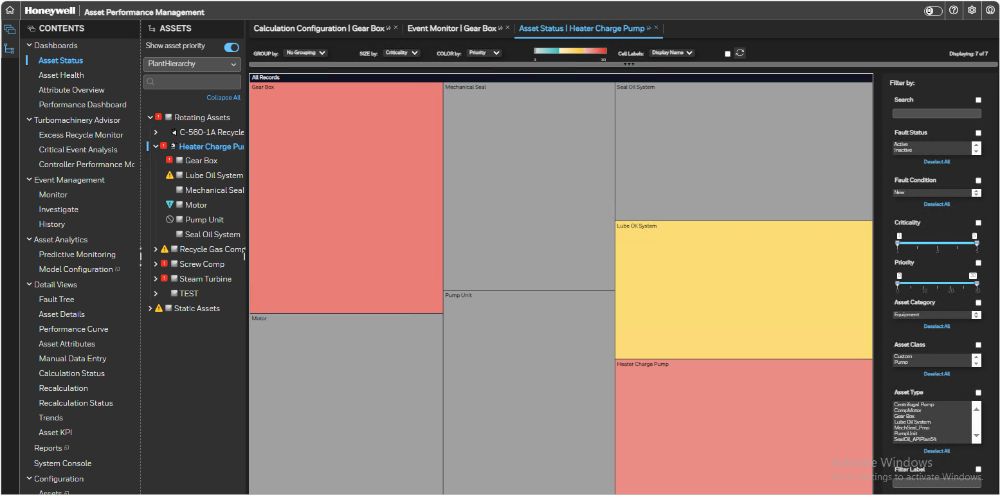 Honeywell | Asset Performance Management
CONTENTS
Dashboards
Asset Status
Asset Health
Attribute Overview
Performance Dashboard
Turbomachinery Advisor
Excess Recycle Monitor
Critical Event Analysis
Controller Performance Mc
Event Management
Monitor
Investigate
History
Asset Analytics
Predictive Monitoring
Model Configuration
Detail Views
Fault Tree
Asset Details
Performance Curve
Asset Attributes
Manual Data Entry
Calculation Status
Recalculation
Recalculation Status
Trends
Asset KPI
Reports
System Console
Configuration
Assets
ASSETS
Show asset priority
PlantHierarchy
Collapse All
Rotating Assets
C-560-1A Recycle
Heater Charge Pu
Gear Box
Lube Oil System
Mechanical Seal
Motor
Pump Unit
Seal Oil System
Recycle Gas Comp
Screw Comp
Steam Turbine
TEST
Static Assets
Calculation Configuration | Gear Box
Event Monitor | Gear Box
Asset Status | Heater Charge Pump
GROUP by: No Grouping
SIZE by: Criticality
COLOR by: Priority
0 30
Cell Labels: Display Name
Displaying: 7 of 7
All Records
Gear Box
Mechanical Seal
Seal Oil System
Lube Oil System
Pump Unit
Motor
Heater Charge Pump
Filter by:
Search
Fault Status
Active
Inactive
Deselect All
Fault Condition
New
Deselect All
Criticality
1 5
1 3 5
Priority
0 30
0 10 20 30
Asset Category
Equipment
Deselect All
Asset Class
Custom
Pump
Deselect All
Asset Type
Centrifugal Pump
CompMotor
Gear Box
Lube Oil System
MechSeal_Pmp
PumpUnit
SealOil_APIPlan54
Deselect All
Activate Windows
Filter Label
Go to Settings to activate Windows.